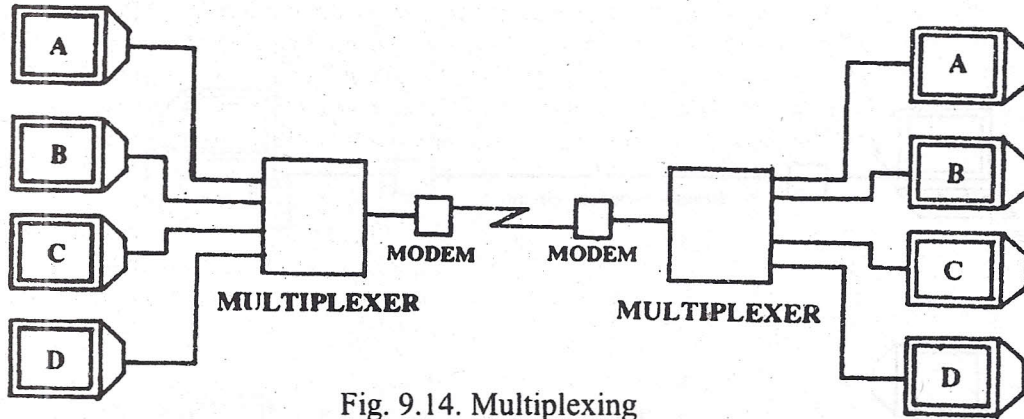 A
A
B
B
C
C
MODEM
MODEM
MULTIPLEXER
MULTIPLEXER
D
D
Fig. 9.14. Multiplexing